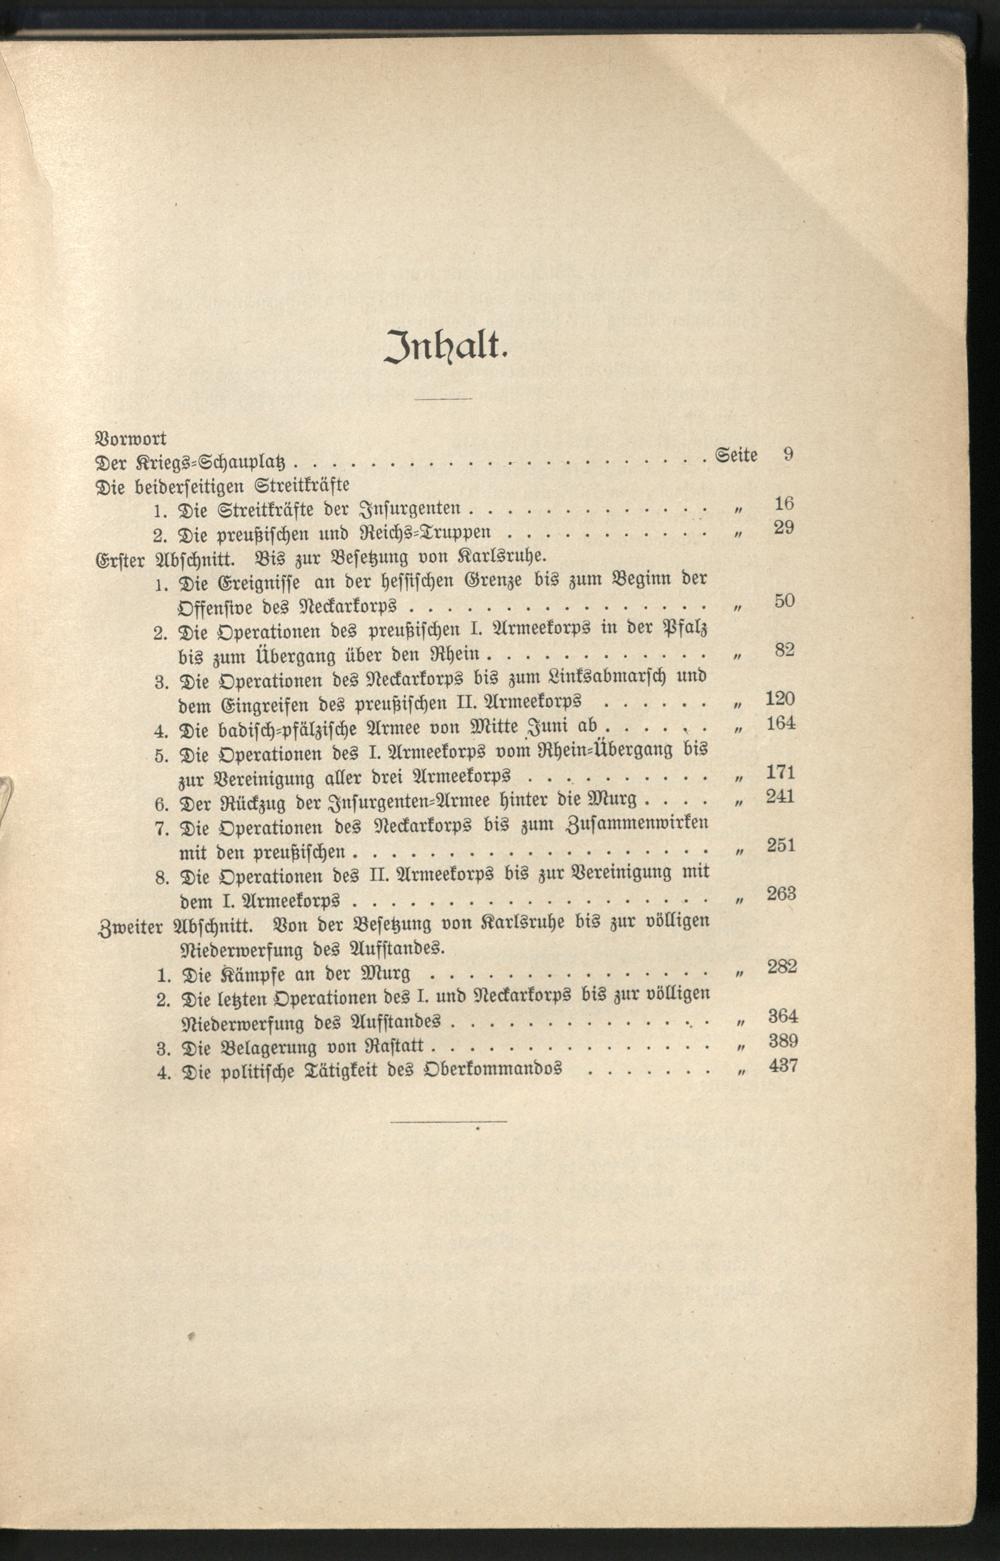 Inhalt.
Vorwort
Der Kriegs-Schauplatz . . . . . . . . . . . . . . . . . . . . . . Seite 9
Die beiderseitigen Streitkräfte
1. Die Streitkräfte der Insurgenten . . . . . . . . . . . . . „ 16
2. Die preußischen und Reichs-Truppen . . . . . . . . . . . „ 29
Erster Abschnitt. Bis zur Besetzung von Karlsruhe.
1. Die Ereignisse an der hessischen Grenze bis zum Beginn der
Offensive des Neckarkorps . . . . . . . . . . . . . . . . „ 50
2. Die Operationen des preußischen I. Armeekorps in der Pfalz
bis zum Übergang über den Rhein . . . . . . . . . . . . „ 82
3. Die Operationen des Neckarkorps bis zum Linksabmarsch und
dem Eingreifen des preußischen II. Armeekorps . . . . . . „ 120
4. Die badisch-pfälzische Armee von Mitte Juni ab . . . . . . „ 164
5. Die Operationen des I. Armeekorps vom Rhein-Übergang bis
zur Vereinigung aller drei Armeekorps . . . . . . . . . . „ 171
6. Der Rückzug der Insurgenten-Armee hinter die Murg . . . . „ 241
7. Die Operationen des Neckarkorps bis zum Zusammenwirken
mit den preußischen . . . . . . . . . . . . . . . . . . . „ 251
8. Die Operationen des II. Armeekorps bis zur Vereinigung mit
dem I. Armeekorps . . . . . . . . . . . . . . . . . . . „ 263
Zweiter Abschnitt. Von der Besetzung von Karlsruhe bis zur völligen
Niederwerfung des Aufstandes.
1. Die Kämpfe an der Murg . . . . . . . . . . . . . . . „ 282
2. Die letzten Operationen des I. und Neckarkorps bis zur völligen
Niederwerfung des Aufstandes . . . . . . . . . . . . . . „ 364
3. Die Belagerung von Rastatt . . . . . . . . . . . . . . . „ 389
4. Die politische Tätigkeit des Oberkommandos . . . . . . . „ 437